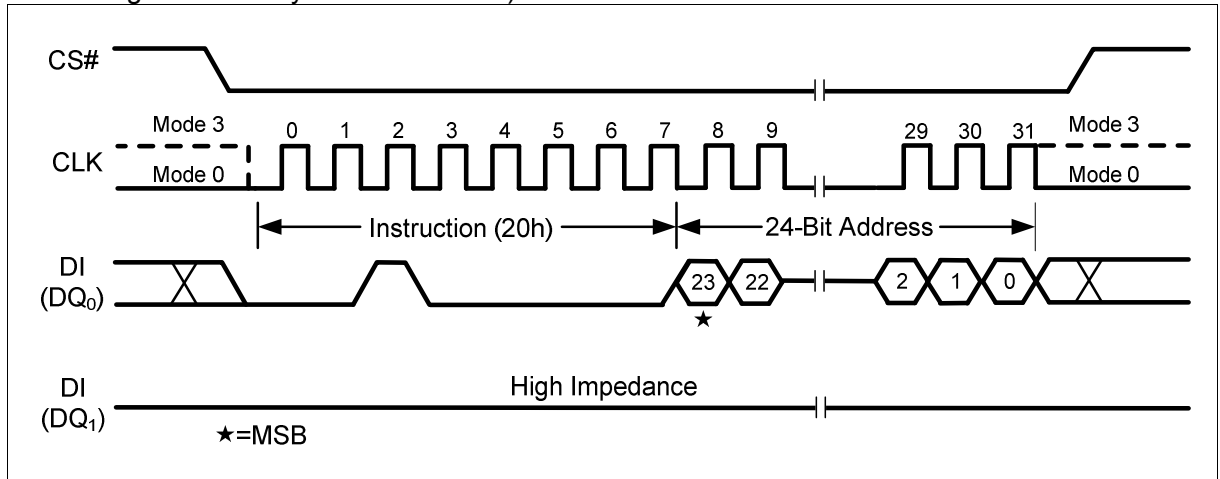 CS#
Mode 3
0 1 2 3 4 5 6 7 8 9 29 30 31
Mode 3
CLK
Mode 0
Mode 0
Instruction (20h)
24-Bit Address
DI
(DQ0)
23 22 2 1 0
★
High Impedance
DI
(DQ1)
★=MSB